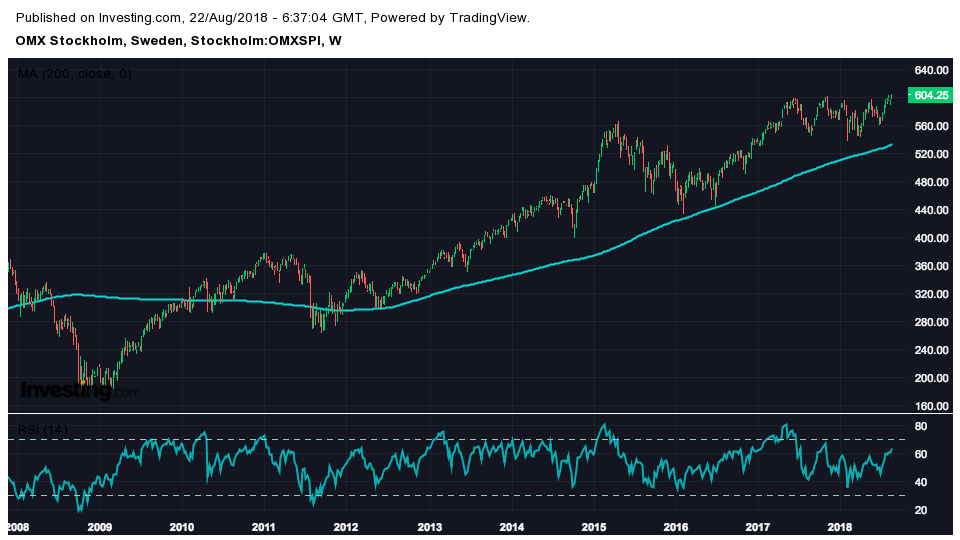 Published on Investing.com, 22/Aug/2018 - 6:37:04 GMT, Powered by TradingView.
OMX Stockholm, Sweden, Stockholm:OMXSPI, W
MA (200, close, 0)
640.00
604.25
560.00
520.00
480.00
440.00
400.00
360.00
320.00
280.00
240.00
200.00
160.00
Investing.com
RSI (14)
80
60
40
20
2008 2009 2010 2011 2012 2013 2014 2015 2016 2017 2018